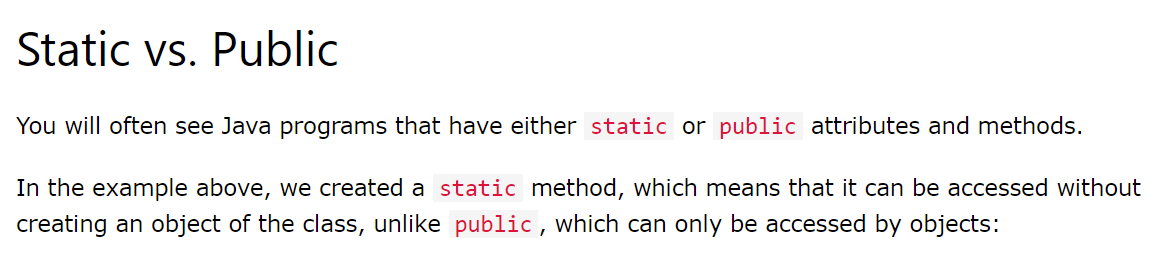 Static vs. Public
You will often see Java programs that have either static or public attributes and methods.
In the example above, we created a static method, which means that it can be accessed without
creating an object of the class, unlike public, which can only be accessed by objects: